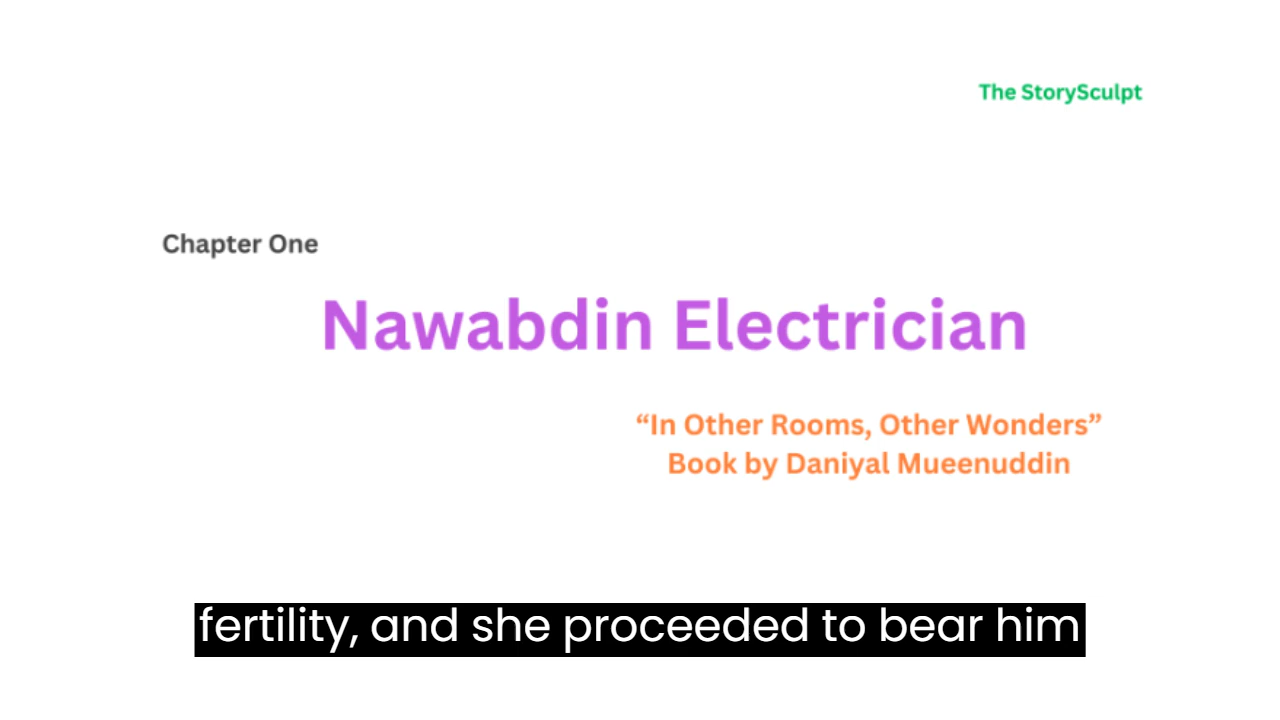 The StorySculpt
Chapter One
Nawabdin Electrician
“In Other Rooms, Other Wonders”
Book by Daniyal Mueenuddin
fertility, and she proceeded to bear him